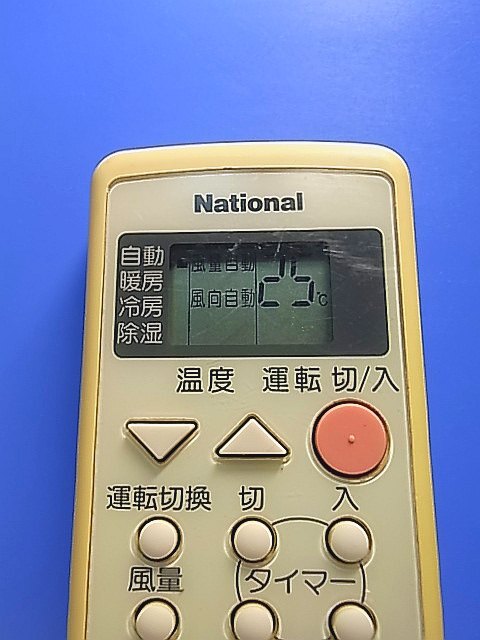 National
自動
暖房
冷房
除湿
風量自動
風向自動
25℃
温度 運転 切/入
運転切換 切 入
風量 タイマー